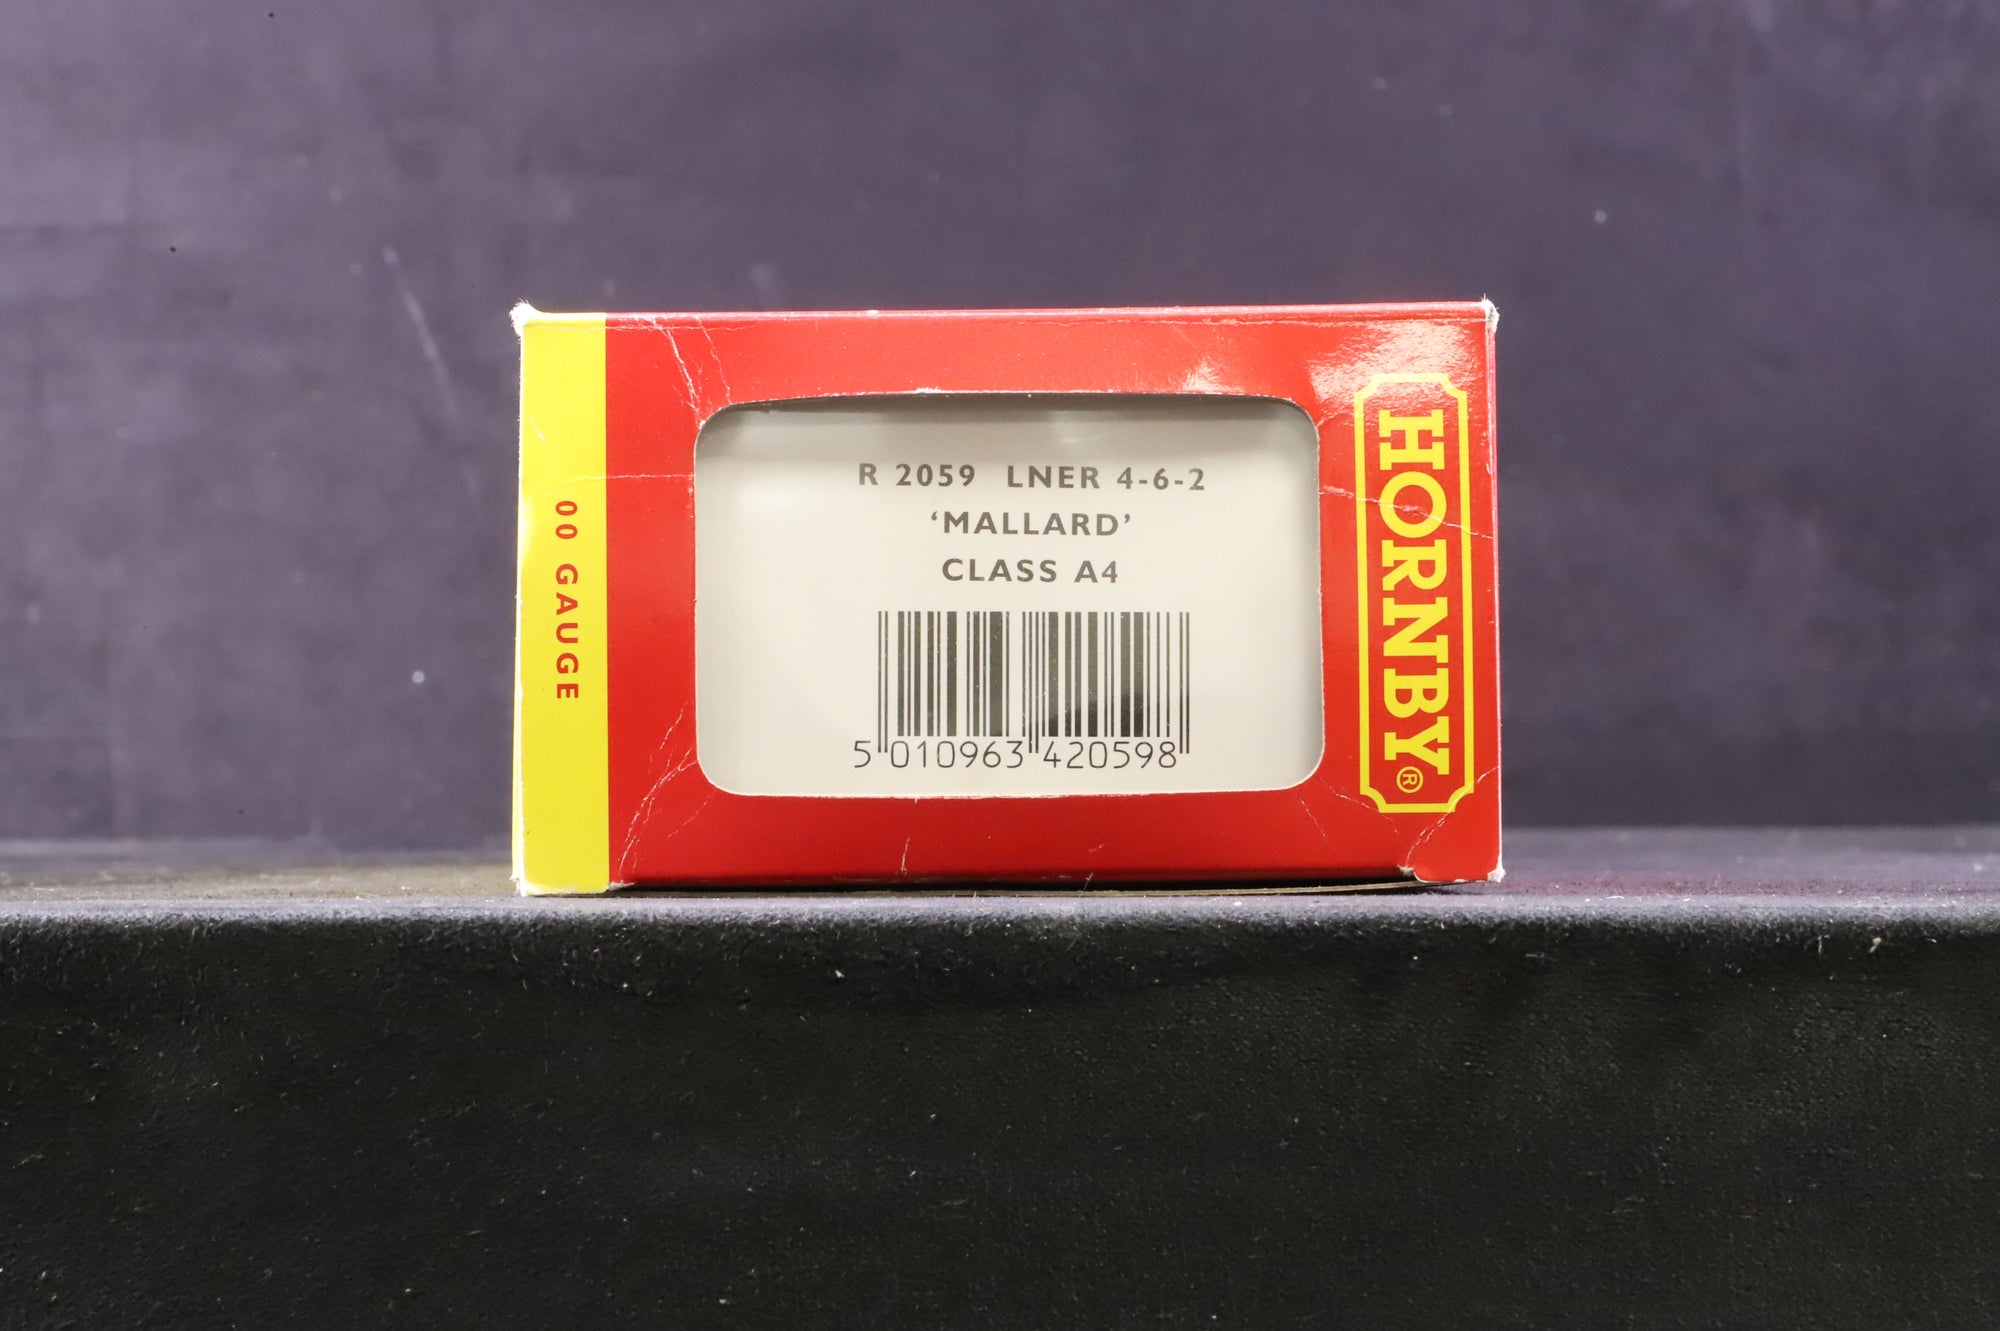 00 GAUGE
R 2059 LNER 4-6-2
‘MALLARD’
CLASS A4
5 010963 420598
HORNBY®